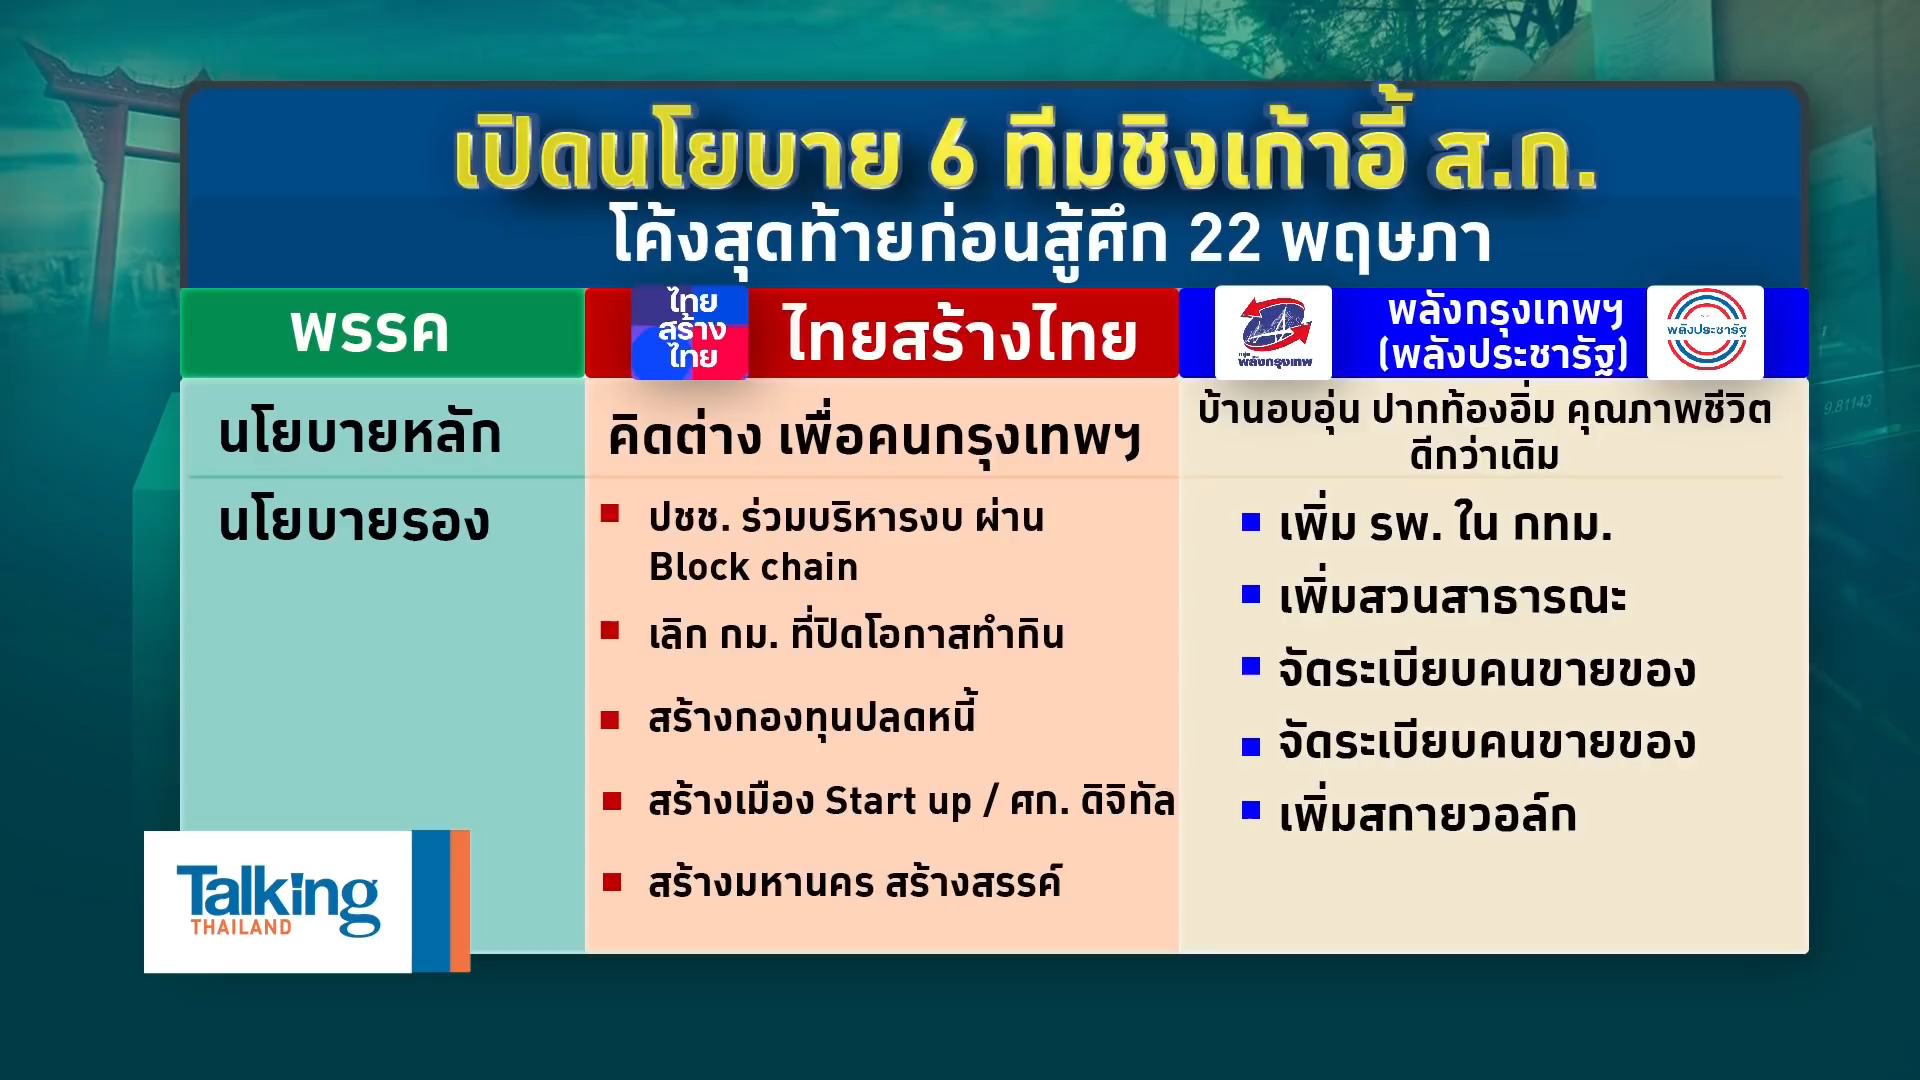 เปิดนโยบาย 6 ทีมชิงเก้าอี้ ส.ก.
โค้งสุดท้ายก่อนสู้ศึก 22 พฤษภา
พรรค
ไทย
สร้าง
ไทย
ไทยสร้างไทย
กลุ่ม
พลังกรุงเทพ
พลังกรุงเทพฯ
(พลังประชารัฐ)
พลังประชารัฐ
นโยบายหลัก
คิดต่าง เพื่อคนกรุงเทพฯ
บ้านอบอุ่น ปากท้องอิ่ม คุณภาพชีวิต
ดีกว่าเดิม
นโยบายรอง
ปชช. ร่วมบริหารงบ ผ่าน
Block chain
เลิก กม. ที่ปิดโอกาสทำกิน
สร้างกองทุนปลดหนี้
สร้างเมือง Start up / ศก. ดิจิทัล
สร้างมหานคร สร้างสรรค์
เพิ่ม รพ. ใน กทม.
เพิ่มสวนสาธารณะ
จัดระเบียบคนขายของ
จัดระเบียบคนขายของ
เพิ่มสกายวอล์ก
9.81143
Talking
THAILAND